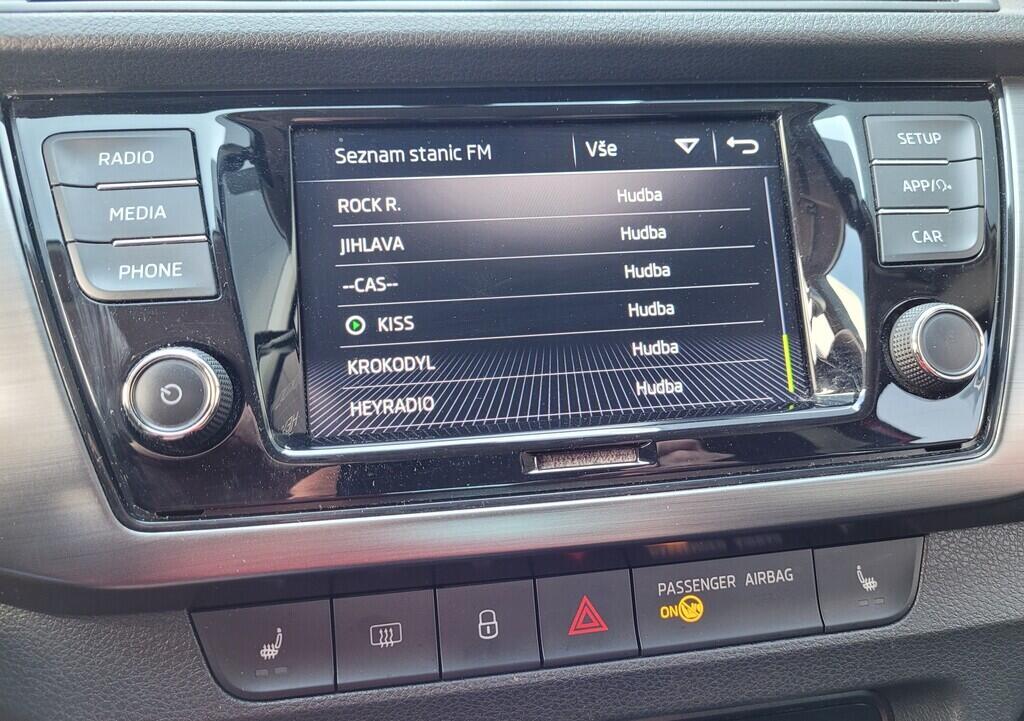 RADIO
MEDIA
PHONE
Seznam stanic FM
Vše
ROCK R. Hudba
JIHLAVA Hudba
--CAS-- Hudba
KISS Hudba
KROKODYL Hudba
HEYRADIO Hudba
SETUP
APP/
CAR
PASSENGER AIRBAG
ON